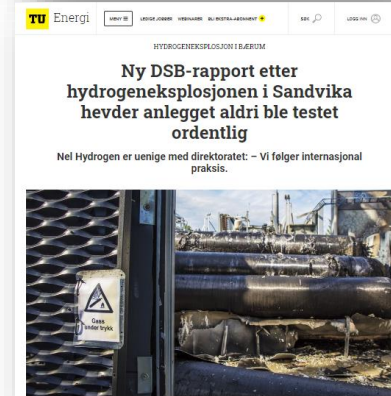 TU Energi
MENY
LEDIGE JOBBER
WEBINARER
BLI EKSTRA-ABONNENT
SØK
LOGG INN
HYDROGENEKSPLOSJON I BÆRUM
Ny DSB-rapport etter
hydrogeneksplosjonen i Sandvika
hevder anlegget aldri ble testet
ordentlig
Nel Hydrogen er uenige med direktoratet: – Vi følger internasjonal
praksis.
Gass
under trykk